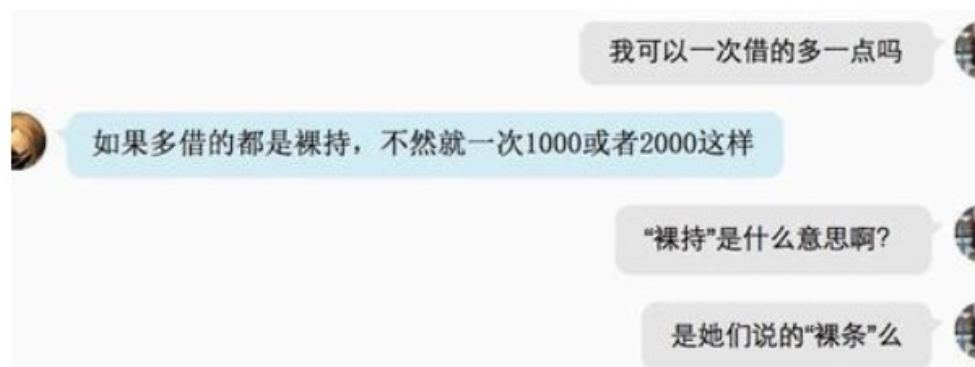 我可以一次借的多一点吗
如果多借的都是裸持，不然就一次1000或者2000这样
“裸持”是什么意思啊？
是她们说的“裸条”么